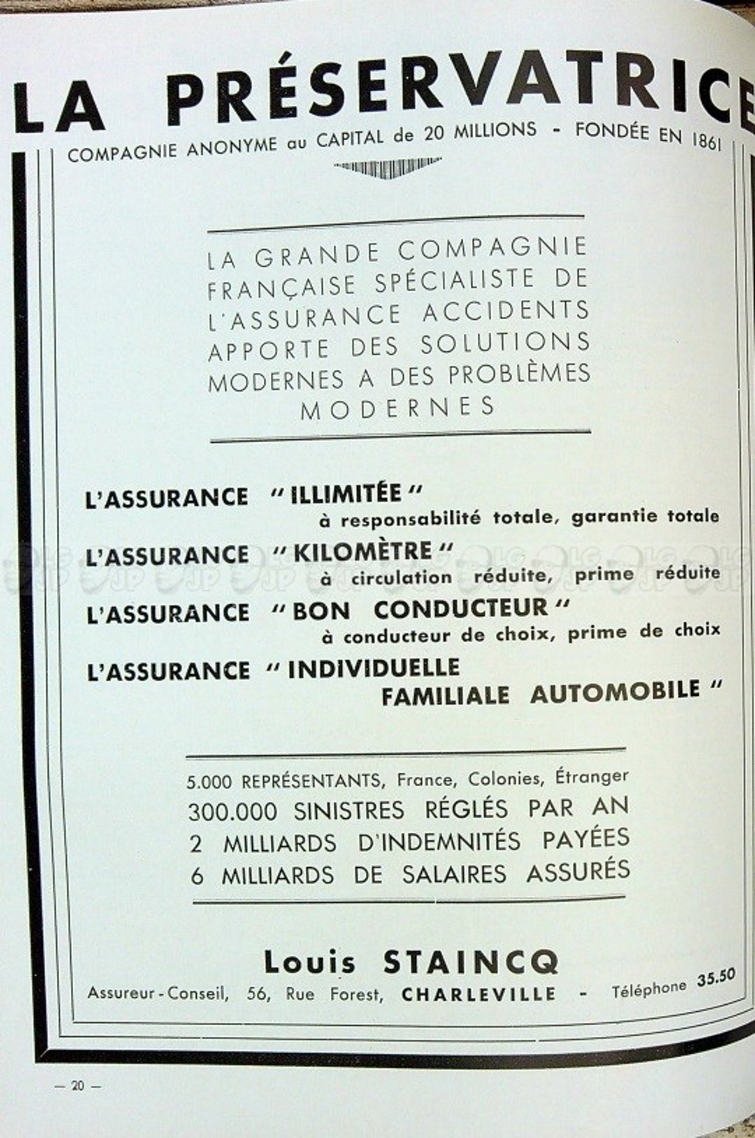 LA PRÉSERVATRICE
COMPAGNIE ANONYME au CAPITAL de 20 MILLIONS - FONDÉE EN 1861
LA GRANDE COMPAGNIE
FRANÇAISE SPÉCIALISTE DE
L'ASSURANCE ACCIDENTS
APPORTE DES SOLUTIONS
MODERNES A DES PROBLÈMES
MODERNES
L'ASSURANCE "ILLIMITÉE"
à responsabilité totale, garantie totale
L'ASSURANCE "KILOMÈTRE"
à circulation réduite, prime réduite
L'ASSURANCE "BON CONDUCTEUR"
à conducteur de choix, prime de choix
L'ASSURANCE "INDIVIDUELLE
FAMILIALE AUTOMOBILE"
5.000 REPRÉSENTANTS, France, Colonies, Étranger
300.000 SINISTRES RÉGLÉS PAR AN
2 MILLIARDS D'INDEMNITÉS PAYÉES
6 MILLIARDS DE SALAIRES ASSURÉS
Louis STAINCQ
Assureur-Conseil, 56, Rue Forest, CHARLEVILLE - Téléphone 35.50
— 20 —